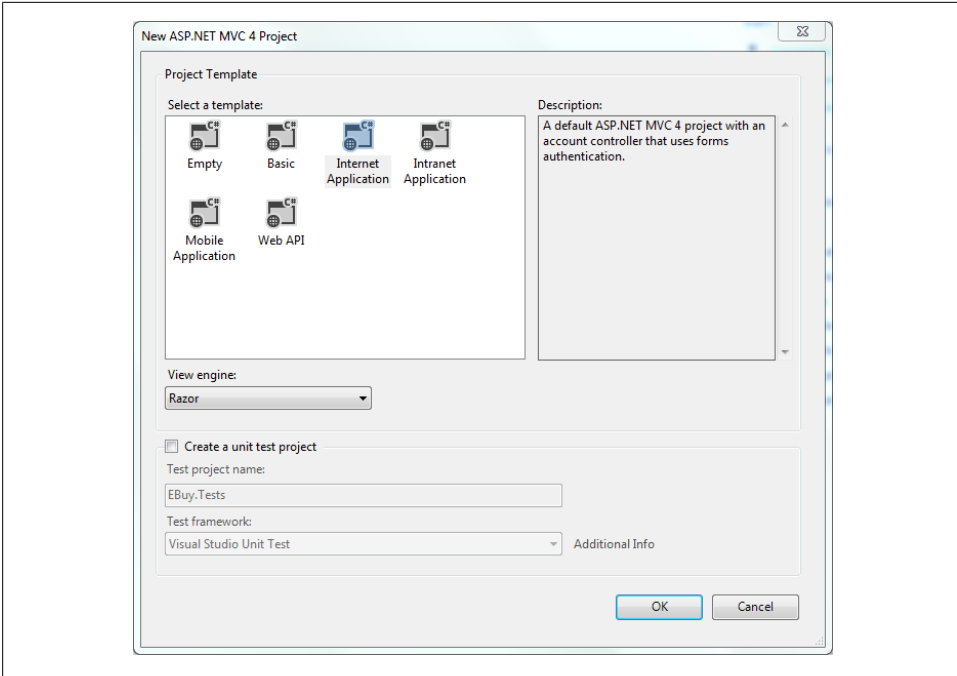 New ASP.NET MVC 4 Project
Project Template
Select a template:
C#
C#
C#
C#
Empty
Basic
Internet
Application
Intranet
Application
C#
C#
Mobile
Application
Web API
Description:
A default ASP.NET MVC 4 project with an
account controller that uses forms
authentication.
View engine:
Razor
Create a unit test project
Test project name:
EBuy.Tests
Test framework:
Visual Studio Unit Test
Additional Info
OK
Cancel